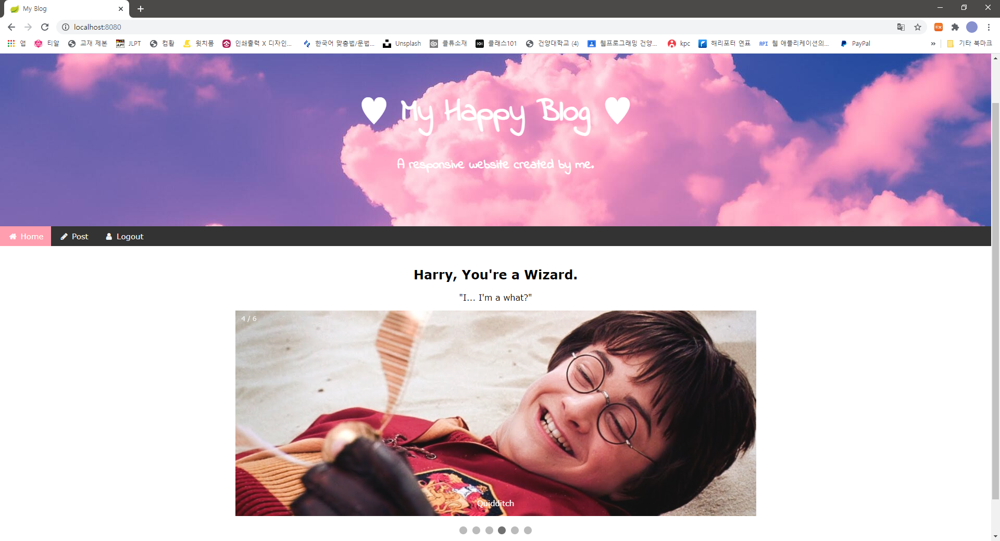 My Blog
localhost:8080
앱 티알 교재 제본 JLPT 컴활 윗치폼 인쇄출력 X 디자인... 한국어 맞춤법/문법... Unsplash 클튜소재 클래스101 건양대학교 (4) 웹프로그래밍 건양... kpc 해리포터 연표 API 웹 애플리케이션의... PayPal » 기타 북마크
♥ My Happy Blog ♥
A responsive website created by me.
Home Post Logout
Harry, You're a Wizard.
"I... I'm a what?"
4 / 6
Quidditch